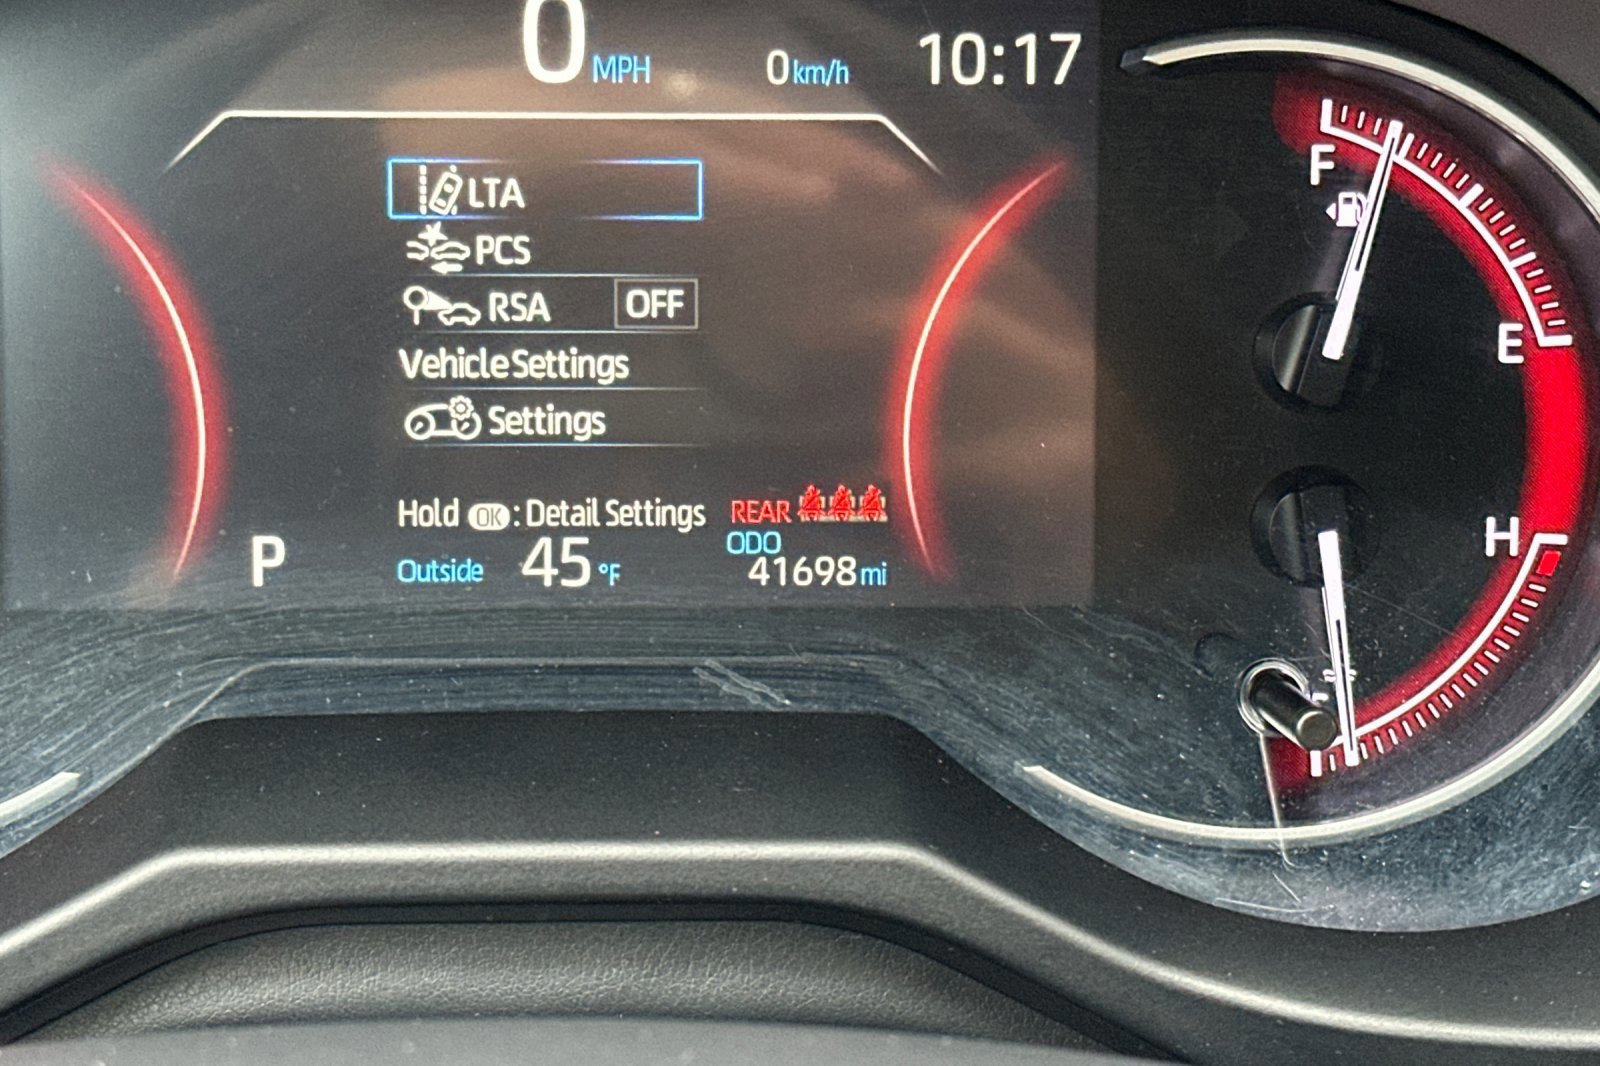 0 MPH 0 km/h 10:17
LTA
PCS
RSA OFF
Vehicle Settings
Settings
Hold OK : Detail Settings REAR
ODO
P Outside 45 °F 41698 mi
F
E
H